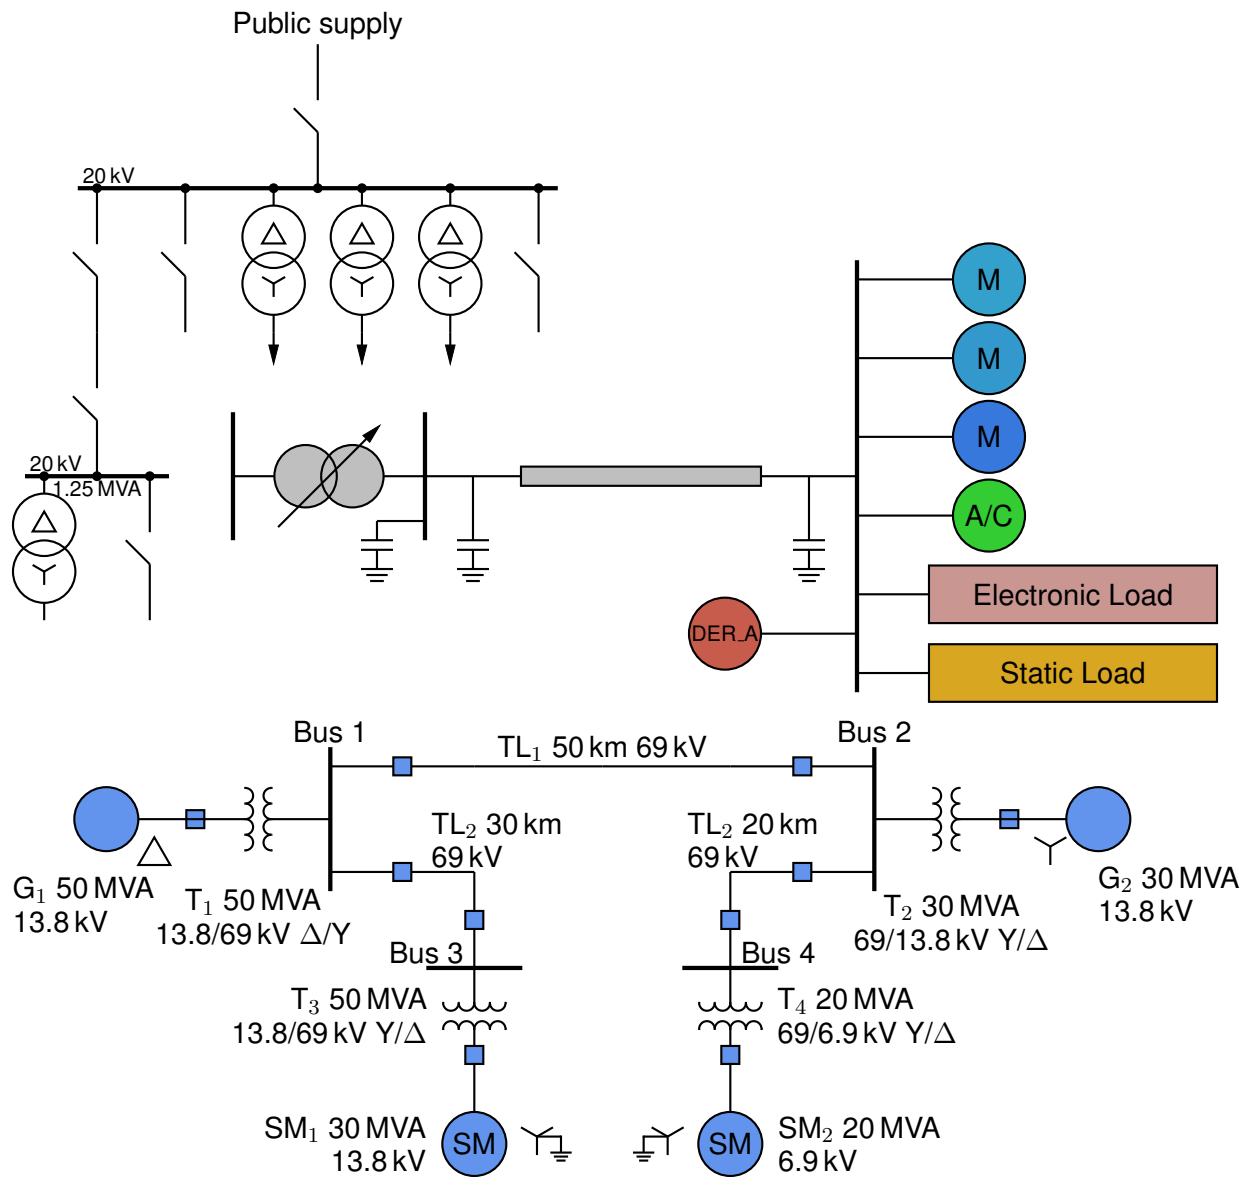 Public supply
20 kV
M
M
M
20 kV
1.25 MVA
A/C
Electronic Load
DER_A
Static Load
Bus 1
Bus 2
TL₁ 50 km 69 kV
TL₂ 30 km
69 kV
TL₂ 20 km
69 kV
G₁ 50 MVA
13.8 kV
T₁ 50 MVA
13.8/69 kV Δ/Y
T₂ 30 MVA
69/13.8 kV Y/Δ
G₂ 30 MVA
13.8 kV
Bus 3
Bus 4
T₃ 50 MVA
13.8/69 kV Y/Δ
T₄ 20 MVA
69/6.9 kV Y/Δ
SM₁ 30 MVA
13.8 kV
SM
SM
SM₂ 20 MVA
6.9 kV